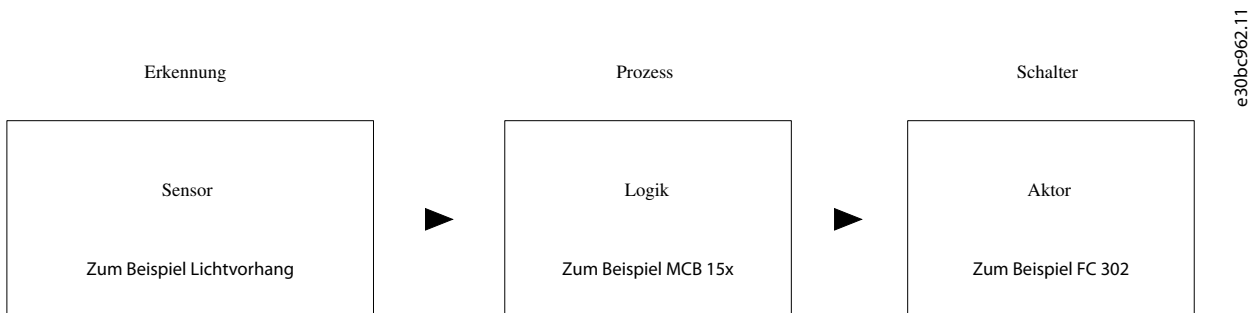 Erkennung
Prozess
Schalter
Sensor
Logik
Aktor
Zum Beispiel Lichtvorhang
Zum Beispiel MCB 15x
Zum Beispiel FC 302
e30bc962.11